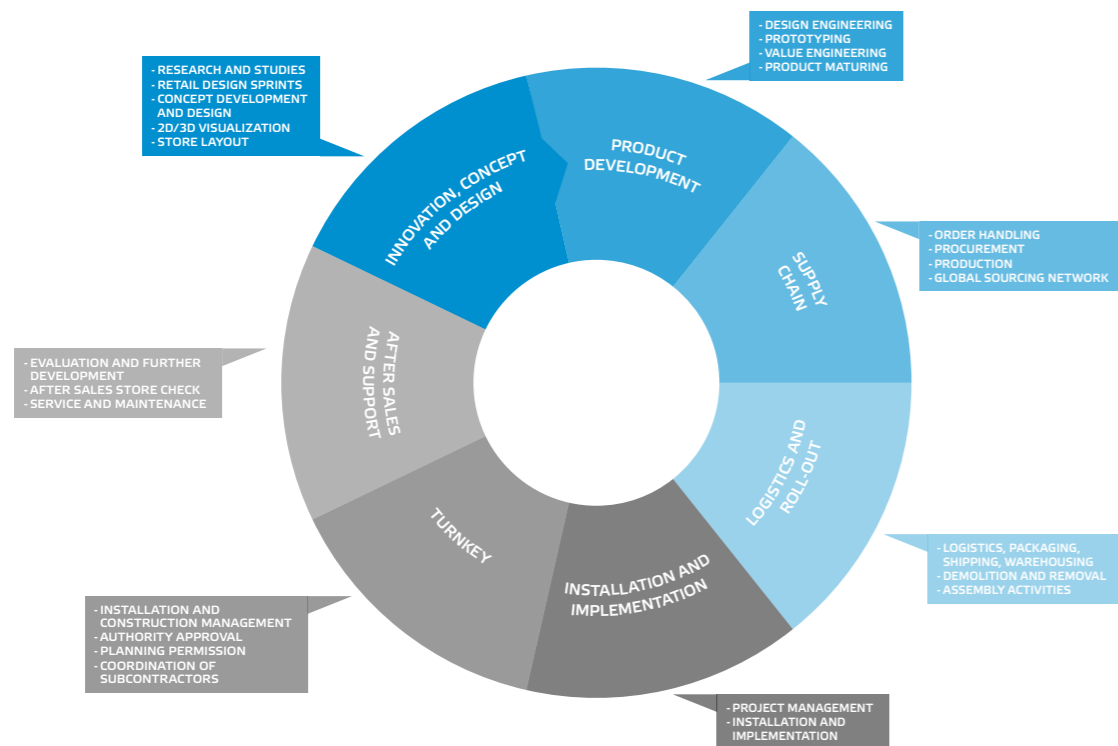 - RESEARCH AND STUDIES
- RETAIL DESIGN SPRINTS
- CONCEPT DEVELOPMENT
AND DESIGN
- 2D/3D VISUALIZATION
- STORE LAYOUT
INNOVATION, CONCEPT
AND DESIGN
- DESIGN ENGINEERING
- PROTOTYPING
- VALUE ENGINEERING
- PRODUCT MATURING
PRODUCT
DEVELOPMENT
- ORDER HANDLING
- PROCUREMENT
- PRODUCTION
- GLOBAL SOURCING NETWORK
SUPPLY
CHAIN
- LOGISTICS, PACKAGING,
SHIPPING, WAREHOUSING
- DEMOLITION AND REMOVAL
- ASSEMBLY ACTIVITIES
LOGISTICS AND
ROLL-OUT
- PROJECT MANAGEMENT
- INSTALLATION AND
IMPLEMENTATION
INSTALLATION AND
IMPLEMENTATION
- INSTALLATION AND
CONSTRUCTION MANAGEMENT
- AUTHORITY APPROVAL
- PLANNING PERMISSION
- COORDINATION OF
SUBCONTRACTORS
TURNKEY
- EVALUATION AND FURTHER
DEVELOPMENT
- AFTER SALES STORE CHECK
- SERVICE AND MAINTENANCE
AFTER SALES
AND SUPPORT